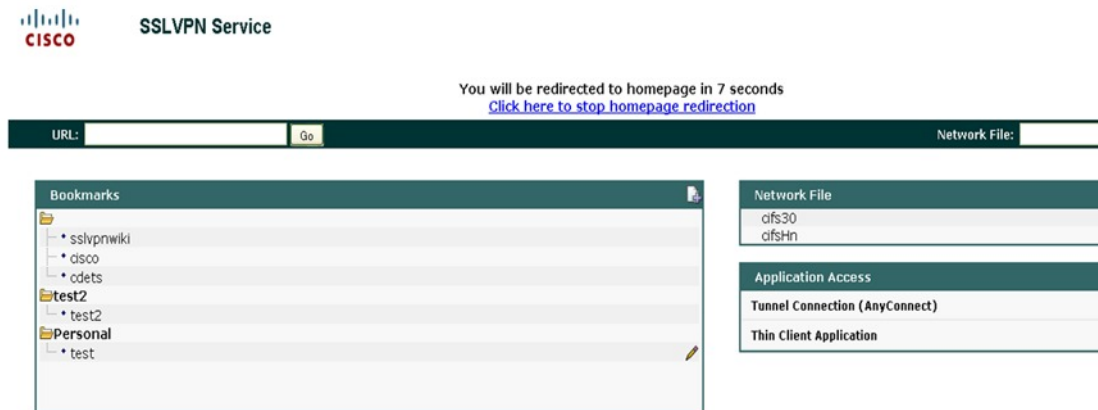 CISCO
SSLVPN Service
You will be redirected to homepage in 7 seconds
Click here to stop homepage redirection
URL:
Go
Network File:
Bookmarks
sslvpnwiki
cisco
cdets
test2
test2
Personal
test
Network File
cifs30
cifsHn
Application Access
Tunnel Connection (AnyConnect)
Thin Client Application